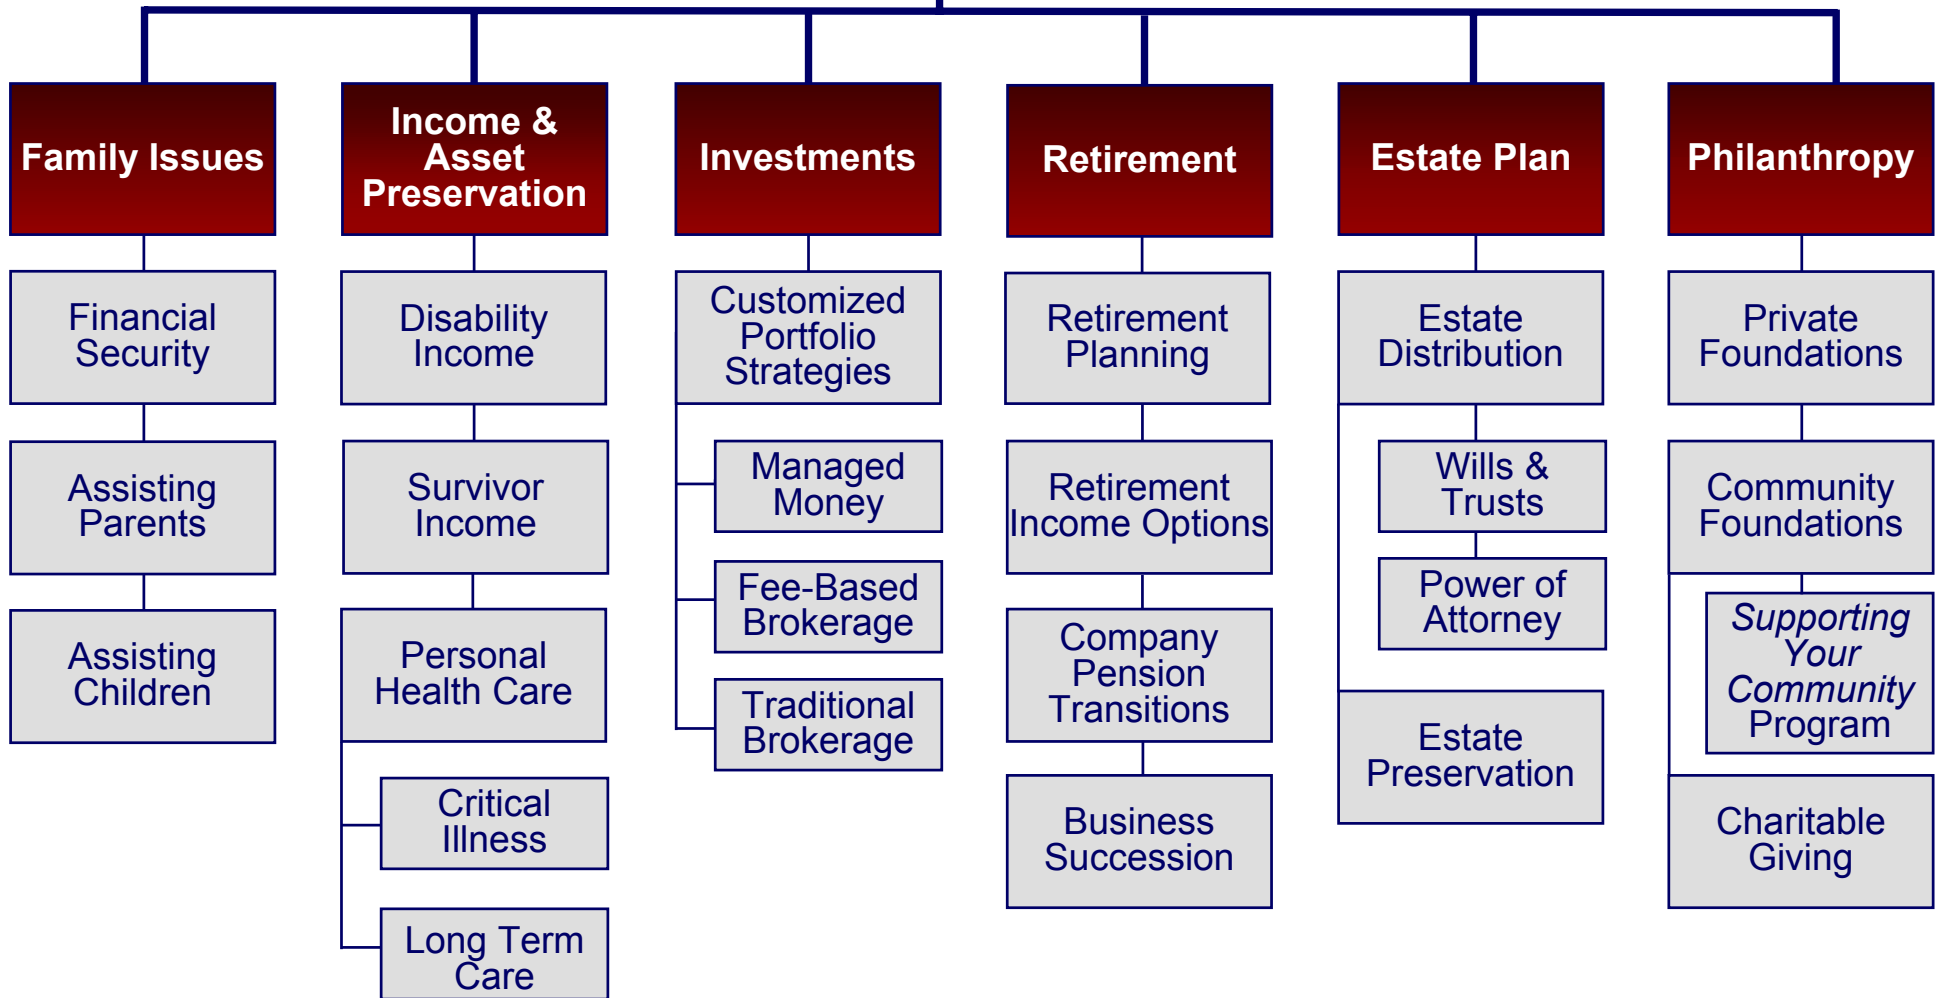 Family Issues
Income &
Asset
Preservation
Investments
Retirement
Estate Plan
Philanthropy
Financial
Security
Assisting
Parents
Assisting
Children
Disability
Income
Survivor
Income
Personal
Health Care
Critical
Illness
Long Term
Care
Customized
Portfolio
Strategies
Managed
Money
Fee-Based
Brokerage
Traditional
Brokerage
Retirement
Planning
Retirement
Income Options
Company
Pension
Transitions
Business
Succession
Estate
Distribution
Wills &
Trusts
Power of
Attorney
Estate
Preservation
Private
Foundations
Community
Foundations
Supporting
Your
Community
Program
Charitable
Giving